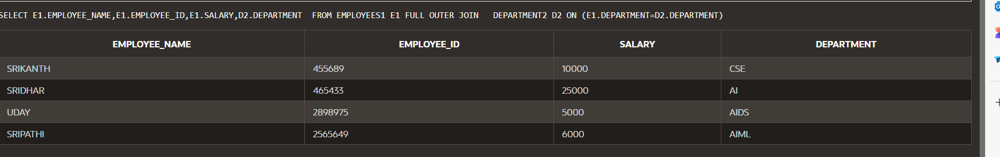 SELECT E1.EMPLOYEE_NAME,E1.EMPLOYEE_ID,E1.SALARY,D2.DEPARTMENT  FROM EMPLOYEES1 E1 FULL OUTER JOIN   DEPARTMENT2 D2 ON (E1.DEPARTMENT=D2.DEPARTMENT)
EMPLOYEE_NAME EMPLOYEE_ID SALARY DEPARTMENT
SRIKANTH 455689 10000 CSE
SRIDHAR 465433 25000 AI
UDAY 2898975 5000 AIDS
SRIPATHI 2565649 6000 AIML